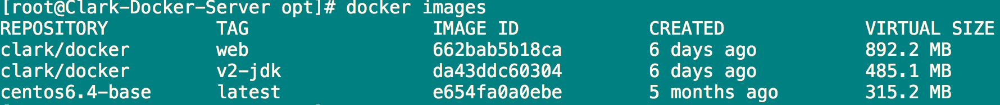 [root@Clark-Docker-Server opt]# docker images
REPOSITORY TAG IMAGE ID CREATED VIRTUAL SIZE
clark/docker web 662bab5b18ca 6 days ago 892.2 MB
clark/docker v2-jdk da43ddc60304 6 days ago 485.1 MB
centos6.4-base latest e654fa0a0ebe 5 months ago 315.2 MB